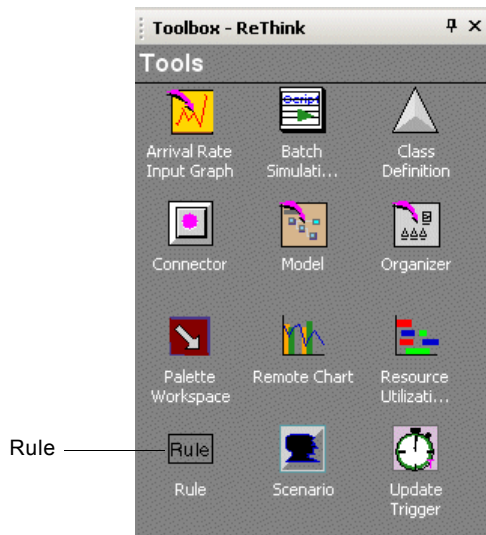 Toolbox - ReThink
Tools
Script
Arrival Rate
Input Graph
Batch
Simulati...
Class
Definition
Connector
Model
Organizer
Palette
Workspace
Remote Chart
Resource
Utilizati...
Rule
Rule
Rule
Scenario
Update
Trigger